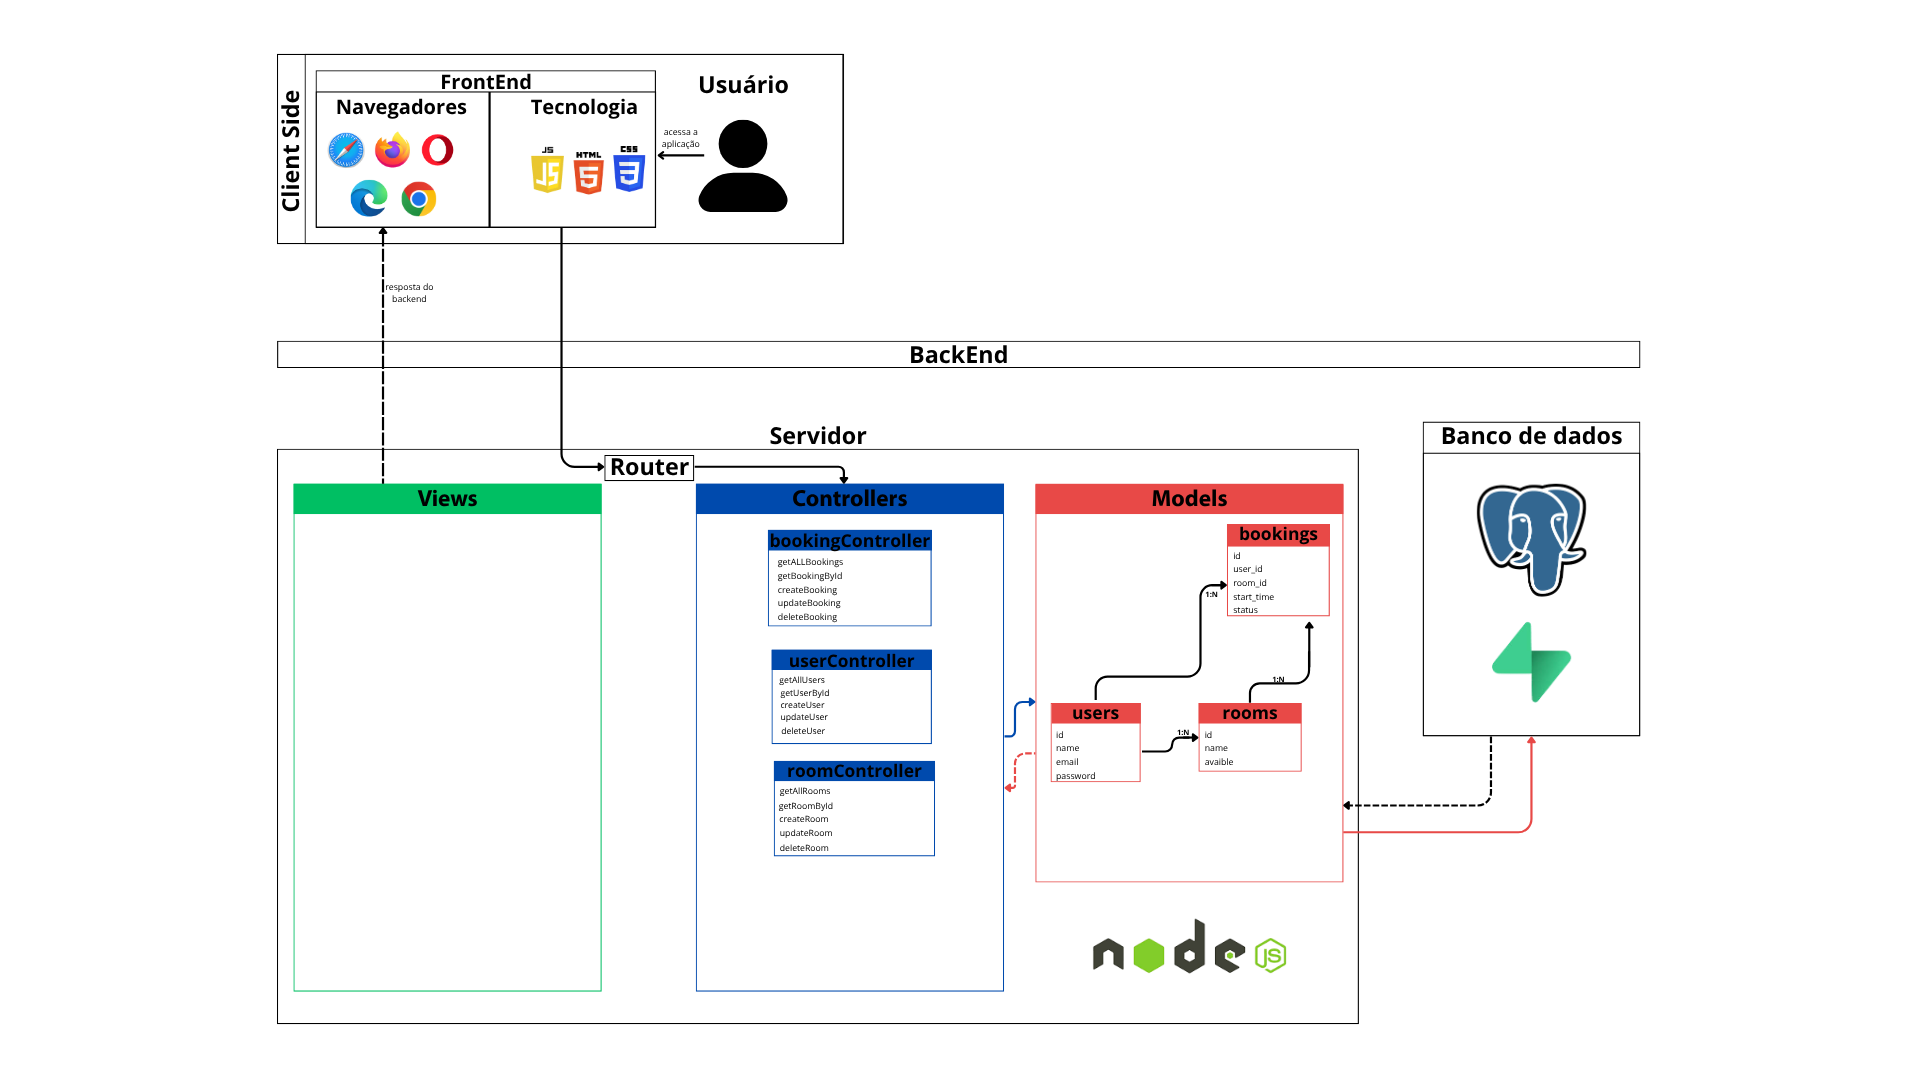 Client Side
FrontEnd
Navegadores
Tecnologia
JS
JS
HTML
5
CSS
3
Usuário
acessa a
aplicação
resposta do
backend
BackEnd
Servidor
Router
Views
Controllers
bookingController
getALLBookings
getBookingById
createBooking
updateBooking
deleteBooking
userController
getAllUsers
getUserById
createUser
updateUser
deleteUser
roomController
getAllRooms
getRoomById
createRoom
updateRoom
deleteRoom
Models
bookings
id
user_id
room_id
start_time
status
1:N
1:N
users
id
name
email
password
1:N
rooms
id
name
avaible
node
JS
Banco de dados